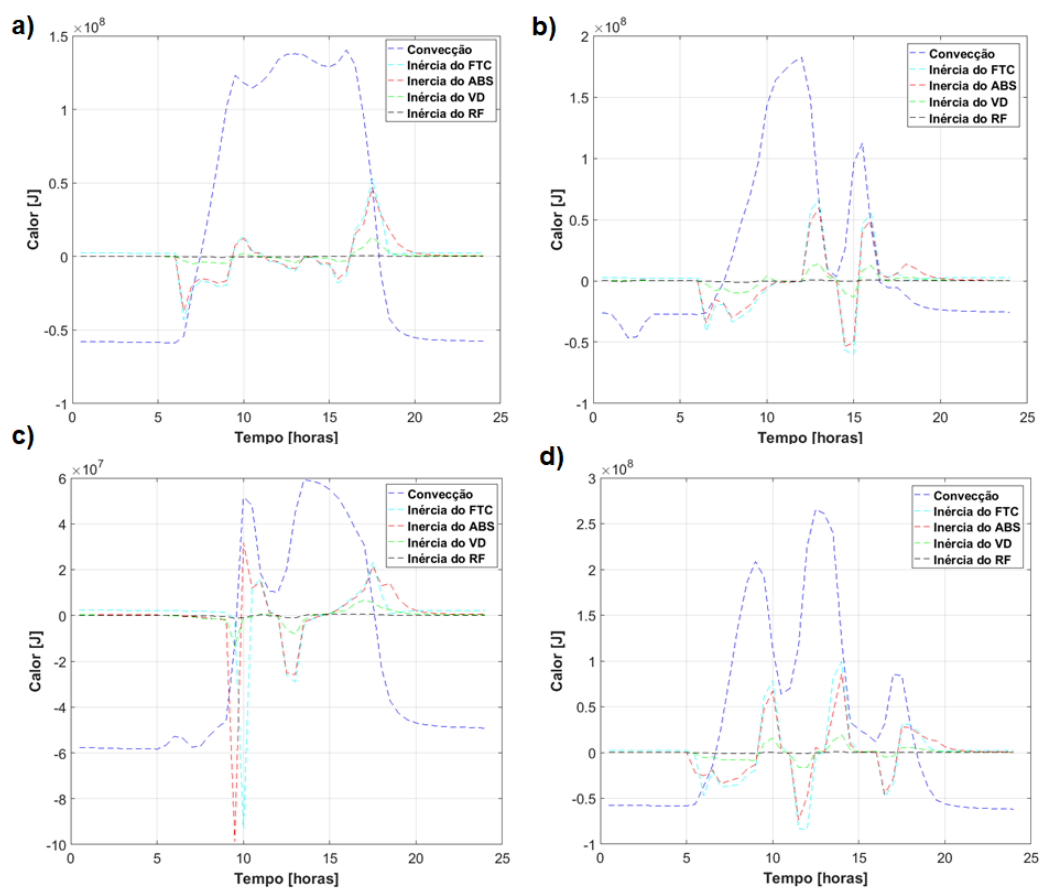 a)
×10^8
1.5
1
0.5
0
-0.5
-1
0
5
10
15
20
25
Calor [J]
Tempo [horas]
Convecção
Inércia do FTC
Inercia do ABS
Inércia do VD
Inércia do RF
b)
×10^8
2
1.5
1
0.5
0
-0.5
-1
0
5
10
15
20
25
Calor [J]
Tempo [horas]
Convecção
Inércia do FTC
Inercia do ABS
Inércia do VD
Inércia do RF
c)
×10^7
6
4
2
0
-2
-4
-6
-8
-10
0
5
10
15
20
25
Calor [J]
Tempo [horas]
Convecção
Inércia do FTC
Inercia do ABS
Inércia do VD
Inércia do RF
d)
×10^8
3
2.5
2
1.5
1
0.5
0
-0.5
-1
0
5
10
15
20
25
Calor [J]
Tempo [horas]
Convecção
Inércia do FTC
Inercia do ABS
Inércia do VD
Inércia do RF